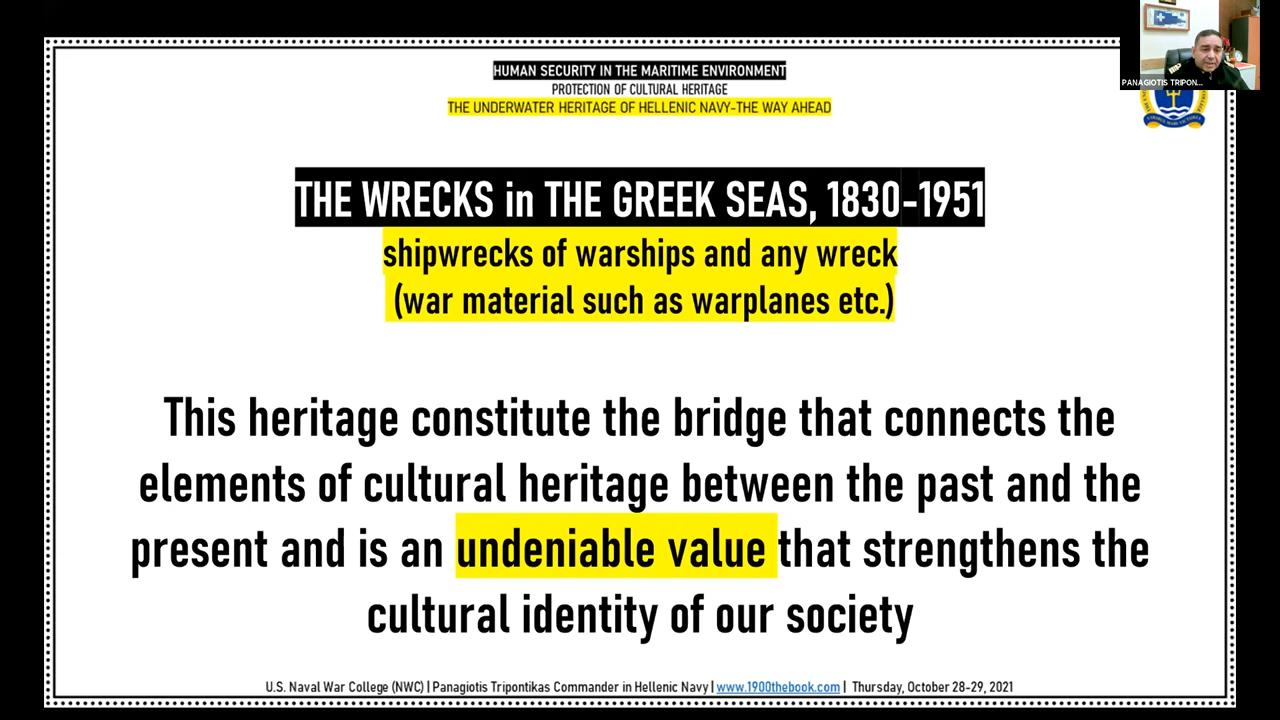 HUMAN SECURITY IN THE MARITIME ENVIRONMENT
PROTECTION OF CULTURAL HERITAGE
THE UNDERWATER HERITAGE OF HELLENIC NAVY-THE WAY AHEAD
PANAGIOTIS TRIPON...
THE WRECKS in THE GREEK SEAS, 1830-1951
shipwrecks of warships and any wreck
(war material such as warplanes etc.)
This heritage constitute the bridge that connects the
elements of cultural heritage between the past and the
present and is an undeniable value that strengthens the
cultural identity of our society
U.S. Naval War College (NWC) | Panagiotis Tripontikas Commander in Hellenic Navy | www.1900thebook.com | Thursday, October 28-29, 2021